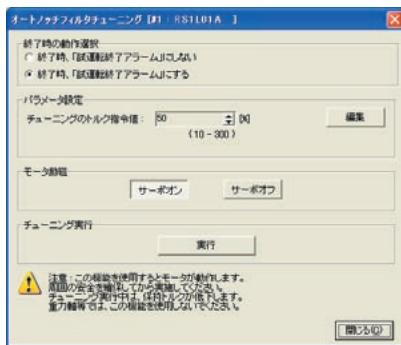 オートノッチフィルタチューニング [#1 : RS1L01A ]
終了時の動作選択
終了時、「試運転終了アラーム」にしない
終了時、「試運転終了アラーム」にする
パラメータ設定
チューニングのトルク指令値: 50 [%] 編集
(10 - 300)
モータ励磁
サーボオン サーボオフ
チューニング実行
実行
注意:この機能を使用するとモータが動作します。
周囲の安全を確保してから実施してください。
チューニング実行中は、保持トルクが低下します。
重力軸等では、この機能を使用しないでください。
閉じる(C)